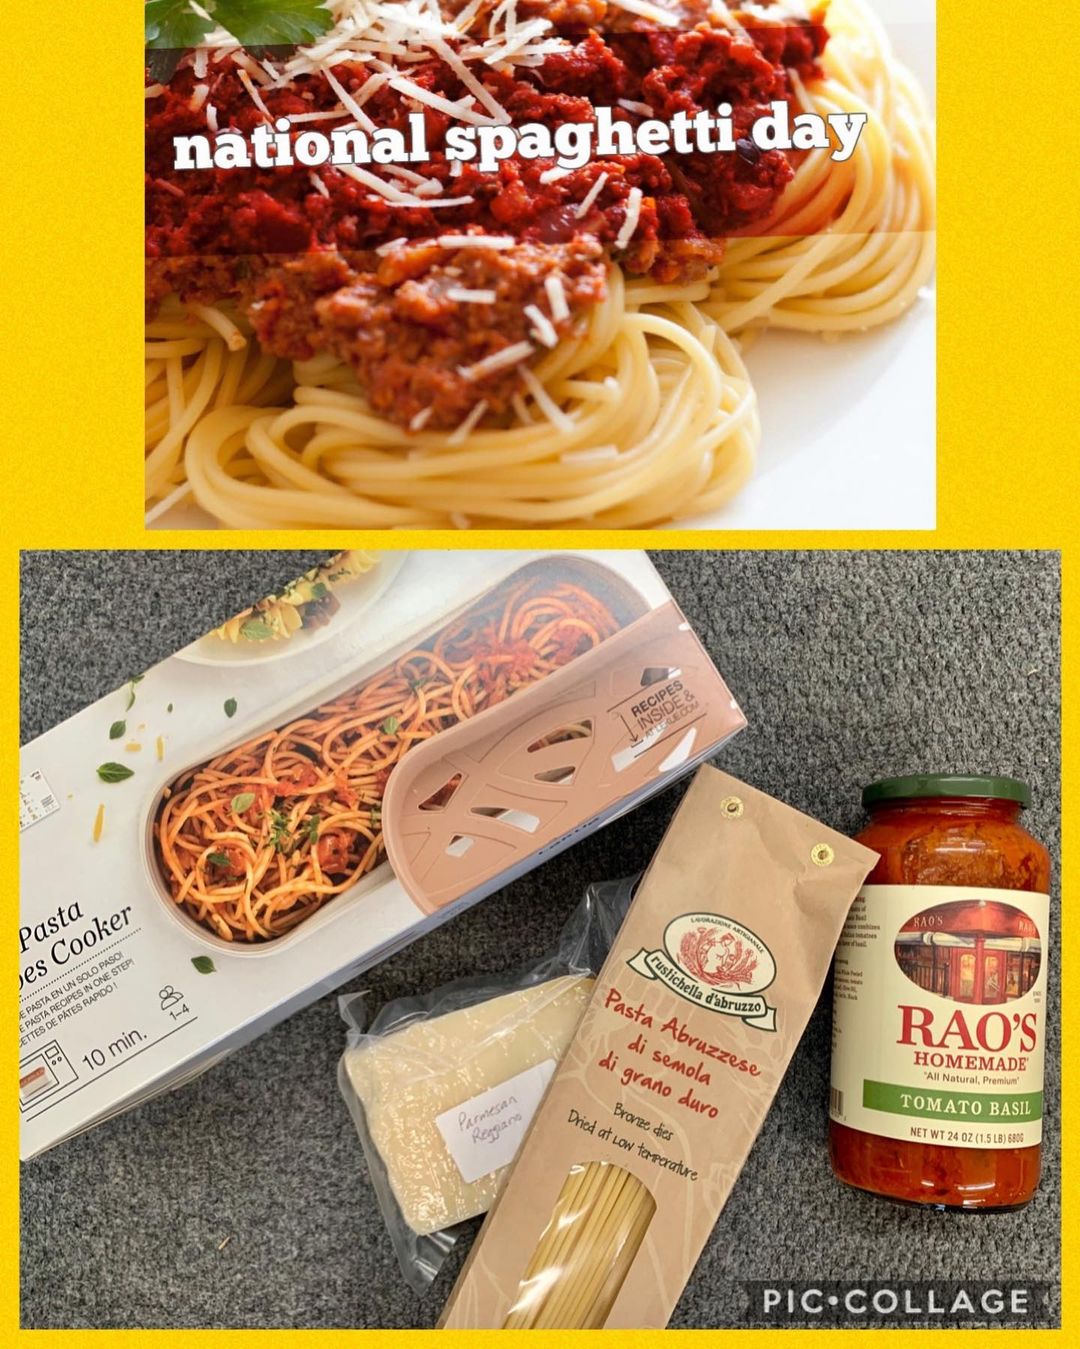 national spaghetti day
RECIPES
INSIDE &
Pasta
es Cooker
PASTA EN UN SOLO PASO!
PASTA RECIPES IN ONE STEP!
ETTES DE PÂTES RAPIDO !
1-4
10 min.
LAVORAZIONE ARTIGIANALE
rustichella d'abruzzo
Pasta Abruzzese
di semola
di grano duro
Bronze dies
Dried at low temperature
Parmesan
Reggiano
RAO'S
RAO'S
HOMEMADE
"All Natural, Premium"
TOMATO BASIL
NET WT 24 OZ (1.5 LB) 680G
PIC•COLLAGE